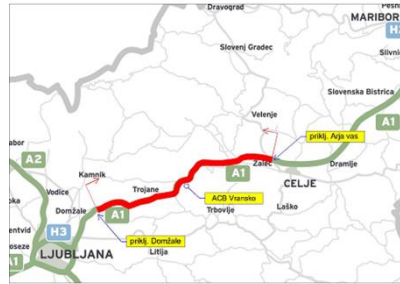 Dravograd
MARIBOR
Slovenj Gradec
Slovenska Bistrica
Velenje
A1
priklj. Arja vas
A2
Kamnik
Žalec
Dramlje
Vodice
Trojane
A1
CELJE
ACB Vransko
Domžale
A1
Trbovlje
Laško
H3
priklj. Domžale
LJUBLJANA
Litija
A1